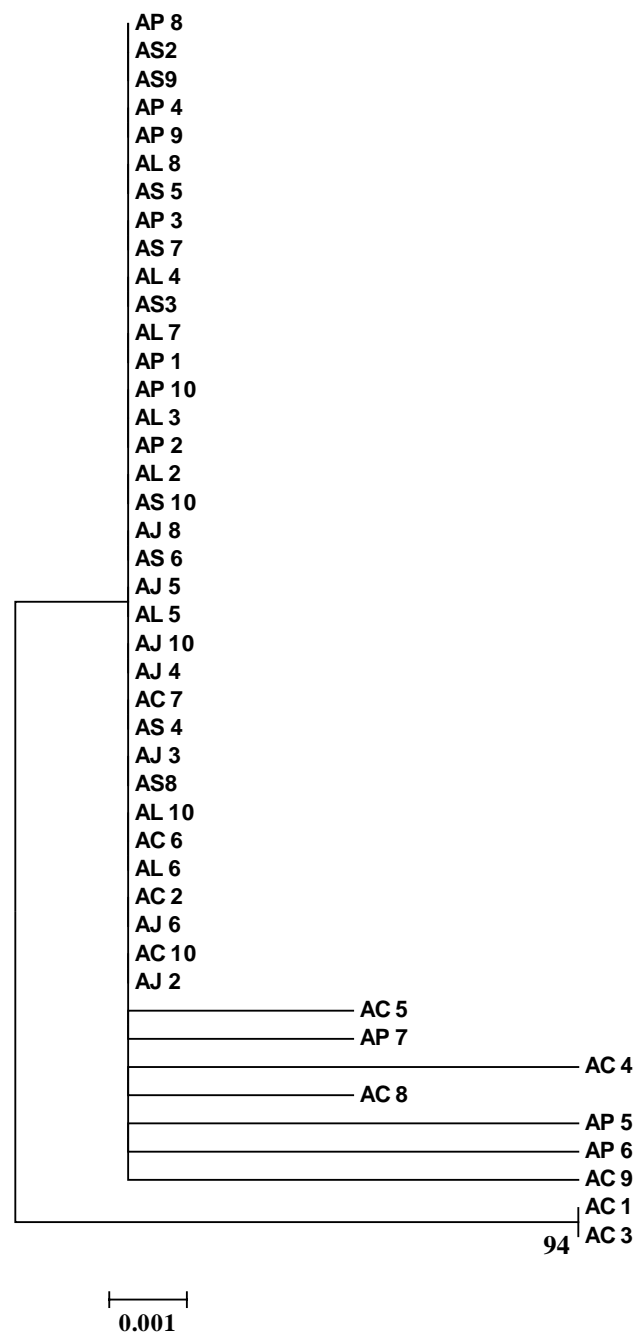 AP 8
AS2
AS9
AP 4
AP 9
AL 8
AS 5
AP 3
AS 7
AL 4
AS3
AL 7
AP 1
AP 10
AL 3
AP 2
AL 2
AS 10
AJ 8
AS 6
AJ 5
AL 5
AJ 10
AJ 4
AC 7
AS 4
AJ 3
AS8
AL 10
AC 6
AL 6
AC 2
AJ 6
AC 10
AJ 2
AC 5
AP 7
AC 4
AC 8
AP 5
AP 6
AC 9
AC 1
AC 3
94
0.001